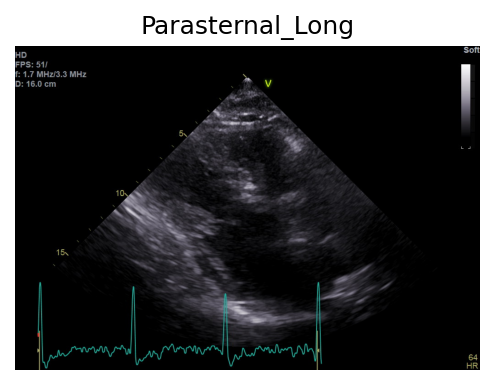 Parasternal_Long
HD
FPS: 51/
f: 1.7 MHz/3.3 MHz
D: 16.0 cm
Soft
V
5
10
15
64
HR